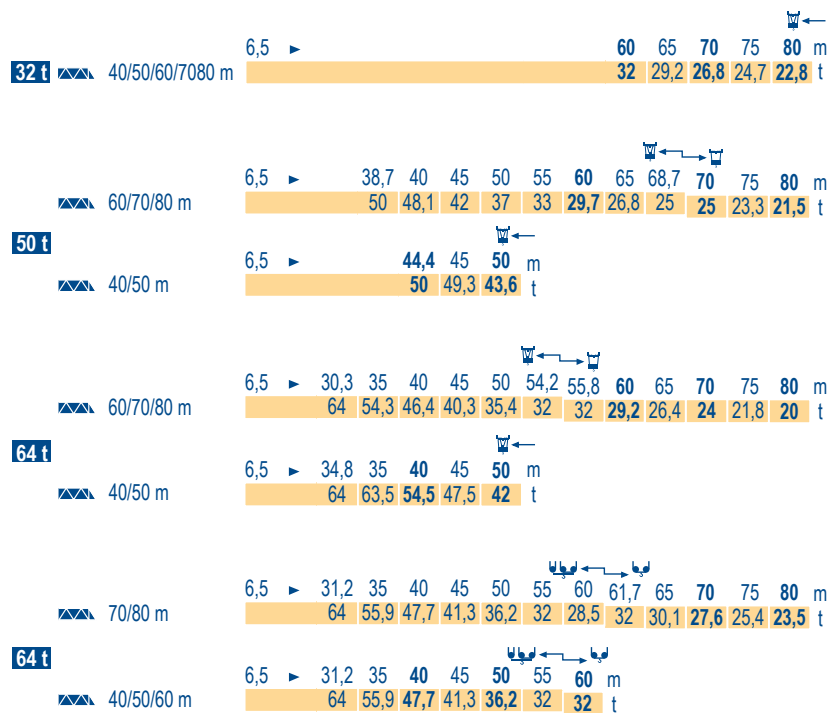 6,5 ► 60 65 70 75 80 m
32 t 40/50/60/7080 m 32 29,2 26,8 24,7 22,8 t
6,5 ► 38,7 40 45 50 55 60 65 68,7 70 75 80 m
60/70/80 m 50 48,1 42 37 33 29,7 26,8 25 25 23,3 21,5 t
50 t
6,5 ► 44,4 45 50 m
40/50 m 50 49,3 43,6 t
6,5 ► 30,3 35 40 45 50 54,2 55,8 60 65 70 75 80 m
60/70/80 m 64 54,3 46,4 40,3 35,4 32 32 29,2 26,4 24 21,8 20 t
64 t
6,5 ► 34,8 35 40 45 50 m
40/50 m 64 63,5 54,5 47,5 42 t
6,5 ► 31,2 35 40 45 50 55 60 61,7 65 70 75 80 m
70/80 m 64 55,9 47,7 41,3 36,2 32 28,5 32 30,1 27,6 25,4 23,5 t
64 t
6,5 ► 31,2 35 40 45 50 55 60 m
40/50/60 m 64 55,9 47,7 41,3 36,2 32 32 t